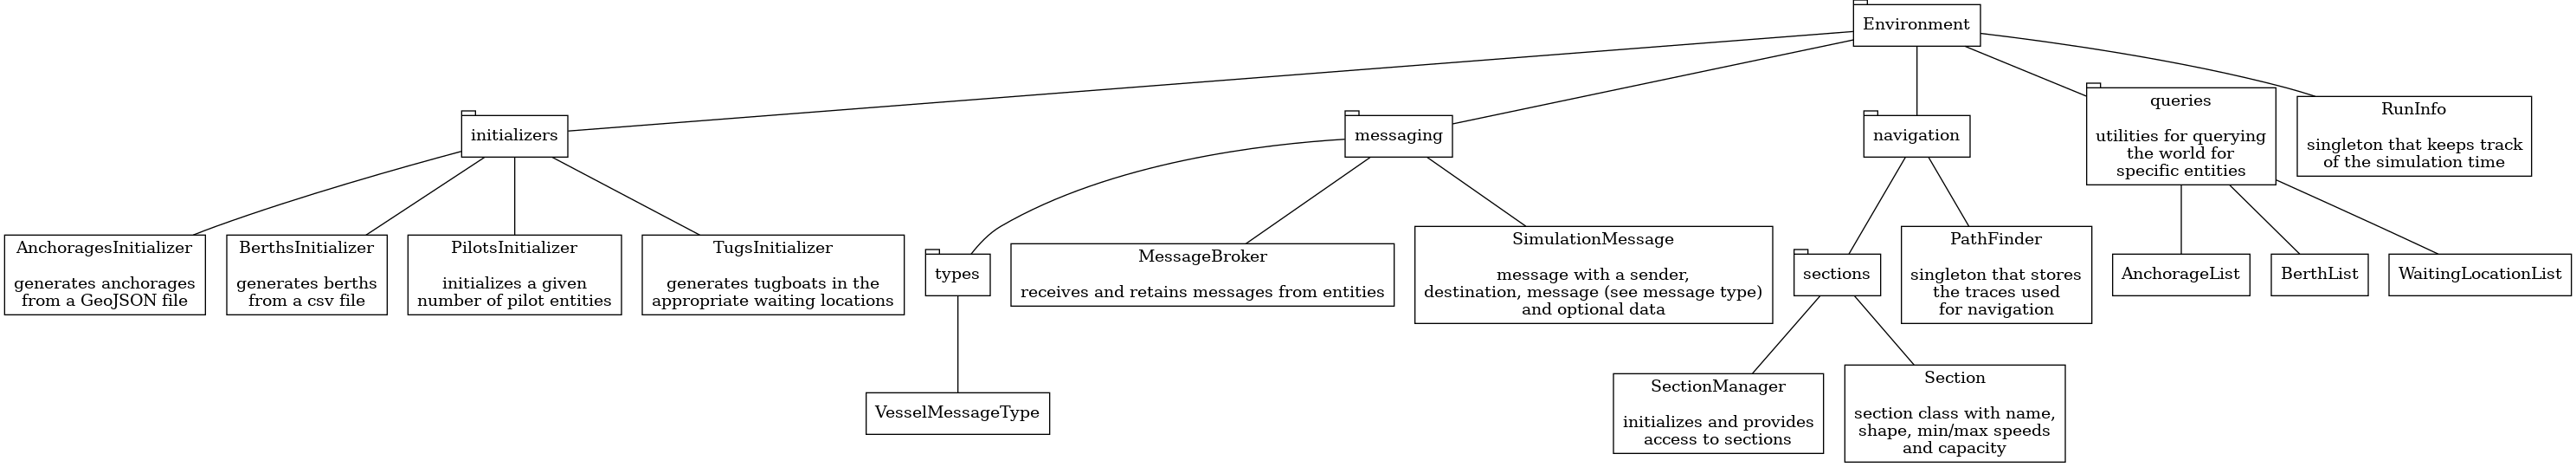 Environment
initializers
messaging
navigation
queries
utilities for querying
the world for
specific entities
RunInfo
singleton that keeps track
of the simulation time
AnchoragesInitializer
generates anchorages
from a GeoJSON file
BerthsInitializer
generates berths
from a csv file
PilotsInitializer
initializes a given
number of pilot entities
TugsInitializer
generates tugboats in the
appropriate waiting locations
types
MessageBroker
receives and retains messages from entities
SimulationMessage
message with a sender,
destination, message (see message type)
and optional data
sections
PathFinder
singleton that stores
the traces used
for navigation
AnchorageList
BerthList
WaitingLocationList
VesselMessageType
SectionManager
initializes and provides
access to sections
Section
section class with name,
shape, min/max speeds
and capacity